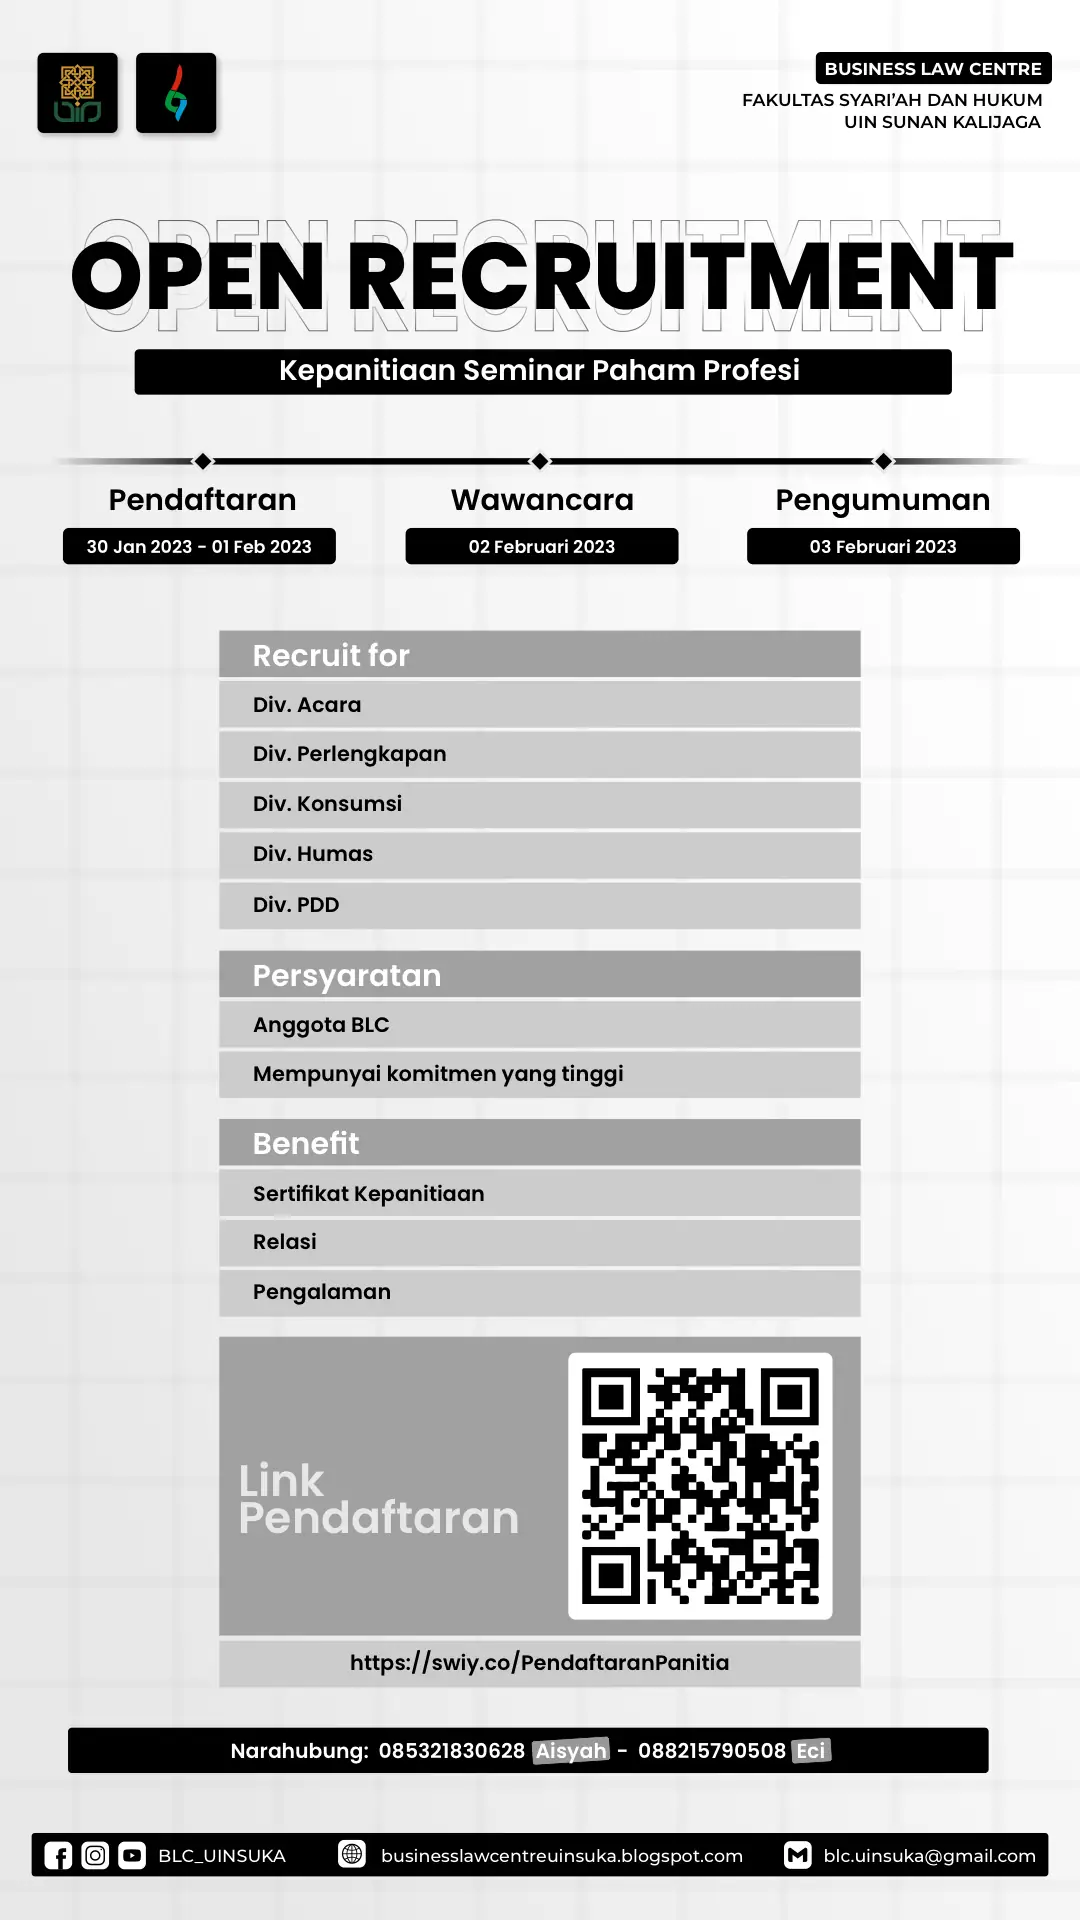 BUSINESS LAW CENTRE
FAKULTAS SYARI'AH DAN HUKUM
UIN SUNAN KALIJAGA
OPEN RECRUITMENT
Kepanitiaan Seminar Paham Profesi
Pendaftaran
30 Jan 2023 - 01 Feb 2023
Wawancara
02 Februari 2023
Pengumuman
03 Februari 2023
Recruit for
Div. Acara
Div. Perlengkapan
Div. Konsumsi
Div. Humas
Div. PDD
Persyaratan
Anggota BLC
Mempunyai komitmen yang tinggi
Benefit
Sertifikat Kepanitiaan
Relasi
Pengalaman
Link
Pendaftaran
https://swiy.co/PendaftaranPanitia
Narahubung: 085321830628 Aisyah - 088215790508 Eci
BLC_UINSUKA businesslawcentreuinsuka.blogspot.com blc.uinsuka@gmail.com